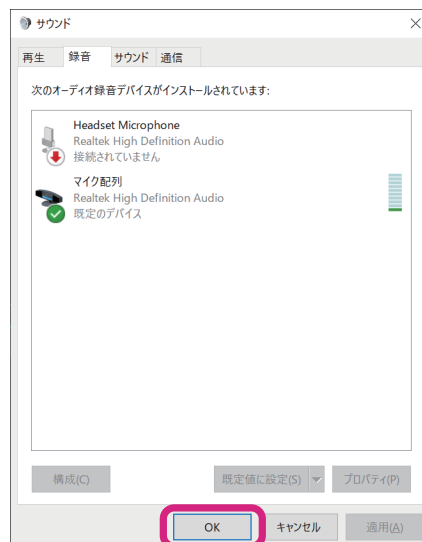 サウンド
再生 録音 サウンド 通信
次のオーディオ録音デバイスがインストールされています:
Headset Microphone
Realtek High Definition Audio
接続されていません
マイク配列
Realtek High Definition Audio
既定のデバイス
構成(C) 既定値に設定(S) プロパティ(P)
OK キャンセル 適用(A)